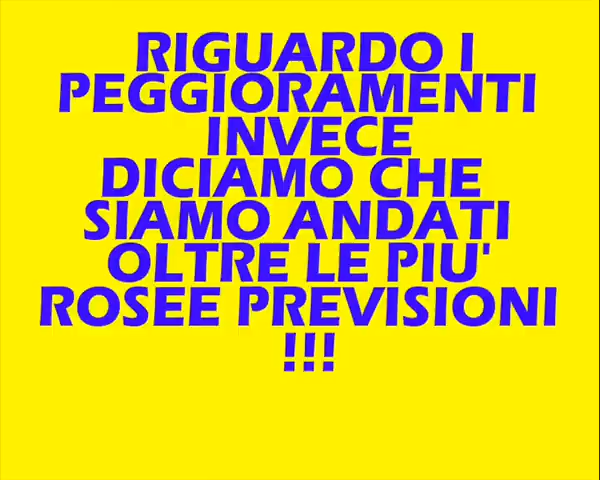 RIGUARDO I
PEGGIORAMENTI
INVECE
DICIAMO CHE
SIAMO ANDATI
OLTRE LE PIU'
ROSEE PREVISIONI
!!!